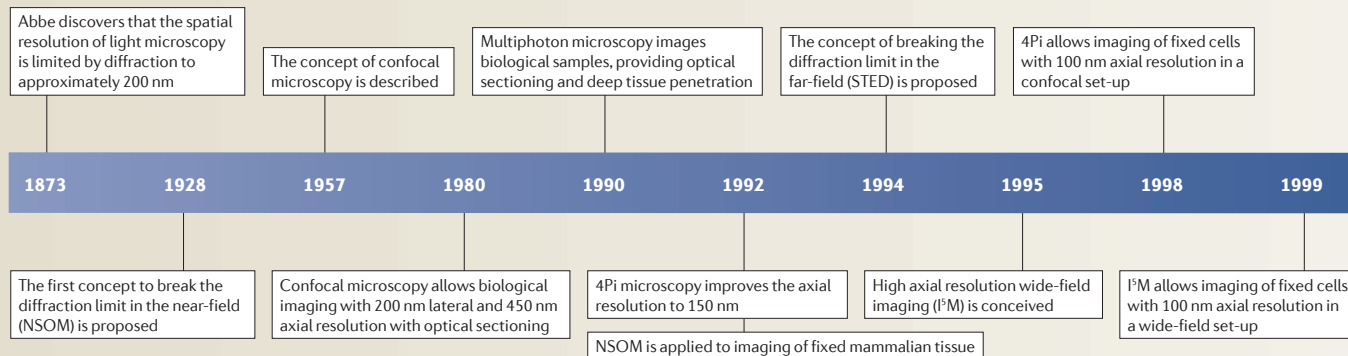 Abbe discovers that the spatial
resolution of light microscopy
is limited by diffraction to
approximately 200 nm
The concept of confocal
microscopy is described
Multiphoton microscopy images
biological samples, providing optical
sectioning and deep tissue penetration
The concept of breaking the
diffraction limit in the
far-field (STED) is proposed
4Pi allows imaging of fixed cells
with 100 nm axial resolution in a
confocal set-up
1873 1928 1957 1980 1990 1992 1994 1995 1998 1999
The first concept to break the
diffraction limit in the near-field
(NSOM) is proposed
Confocal microscopy allows biological
imaging with 200 nm lateral and 450 nm
axial resolution with optical sectioning
4Pi microscopy improves the axial
resolution to 150 nm
NSOM is applied to imaging of fixed mammalian tissue
High axial resolution wide-field
imaging (I⁵M) is conceived
I⁵M allows imaging of fixed cells
with 100 nm axial resolution in
a wide-field set-up